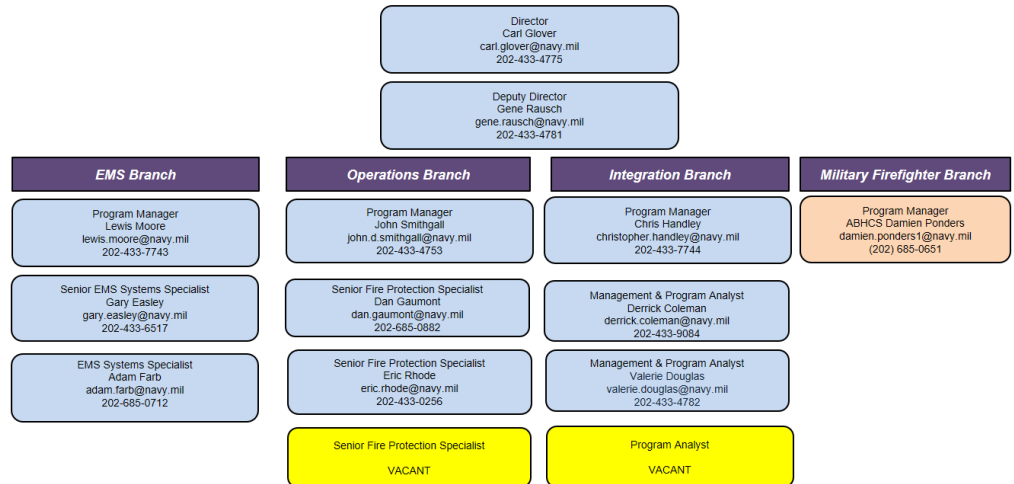 Director
Carl Glover
carl.glover@navy.mil
202-433-4775
Deputy Director
Gene Rausch
gene.rausch@navy.mil
202-433-4781
EMS Branch
Program Manager
Lewis Moore
lewis.moore@navy.mil
202-433-7743
Senior EMS Systems Specialist
Gary Easley
gary.easley@navy.mil
202-433-6517
EMS Systems Specialist
Adam Farb
adam.farb@navy.mil
202-685-0712
Operations Branch
Program Manager
John Smithgall
john.d.smithgall@navy.mil
202-433-4753
Senior Fire Protection Specialist
Dan Gaumont
dan.gaumont@navy.mil
202-685-0882
Senior Fire Protection Specialist
Eric Rhode
eric.rhode@navy.mil
202-433-0256
Senior Fire Protection Specialist
VACANT
Integration Branch
Program Manager
Chris Handley
christopher.handley@navy.mil
202-433-7744
Management & Program Analyst
Derrick Coleman
derrick.coleman@navy.mil
202-433-9084
Management & Program Analyst
Valerie Douglas
valerie.douglas@navy.mil
202-433-4782
Program Analyst
VACANT
Military Firefighter Branch
Program Manager
ABHCS Damien Ponders
damien.ponders1@navy.mil
(202) 685-0651